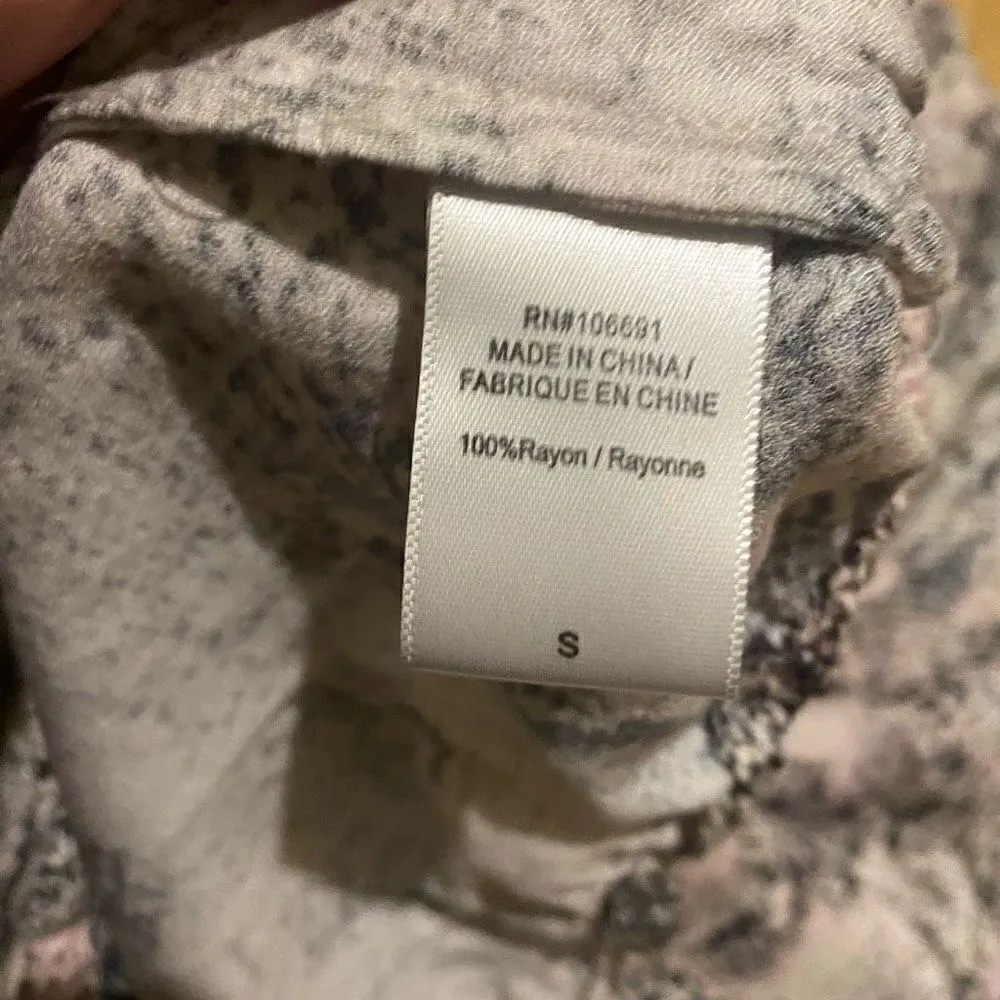 RN#106691
MADE IN CHINA/
FABRIQUE EN CHINE
100%Rayon / Rayonne
S